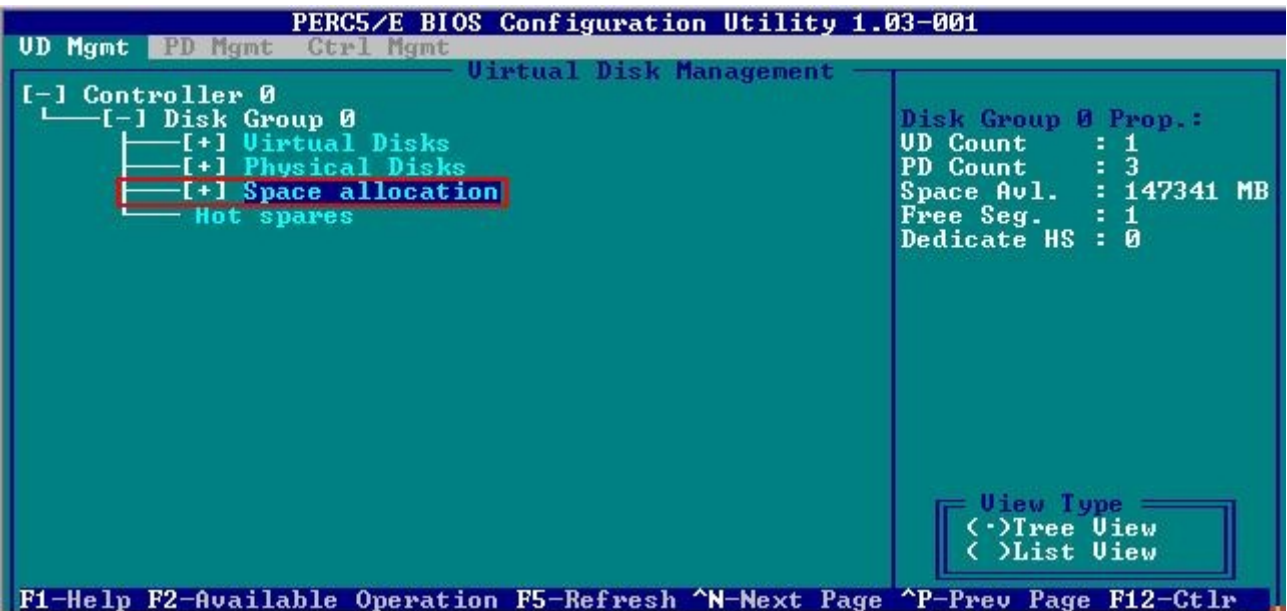 PERC5/E BIOS Configuration Utility 1.03-001
VD Mgmt PD Mgmt Ctrl Mgmt
Virtual Disk Management
[-] Controller 0
[-] Disk Group 0
[+] Virtual Disks
[+] Physical Disks
[+] Space allocation
Hot spares
Disk Group 0 Prop.:
VD Count : 1
PD Count : 3
Space Avl. : 147341 MB
Free Seg. : 1
Dedicate HS : 0
View Type
(·)Tree View
( )List View
F1-Help F2-Available Operation F5-Refresh ^N-Next Page ^P-Prev Page F12-Ctlr